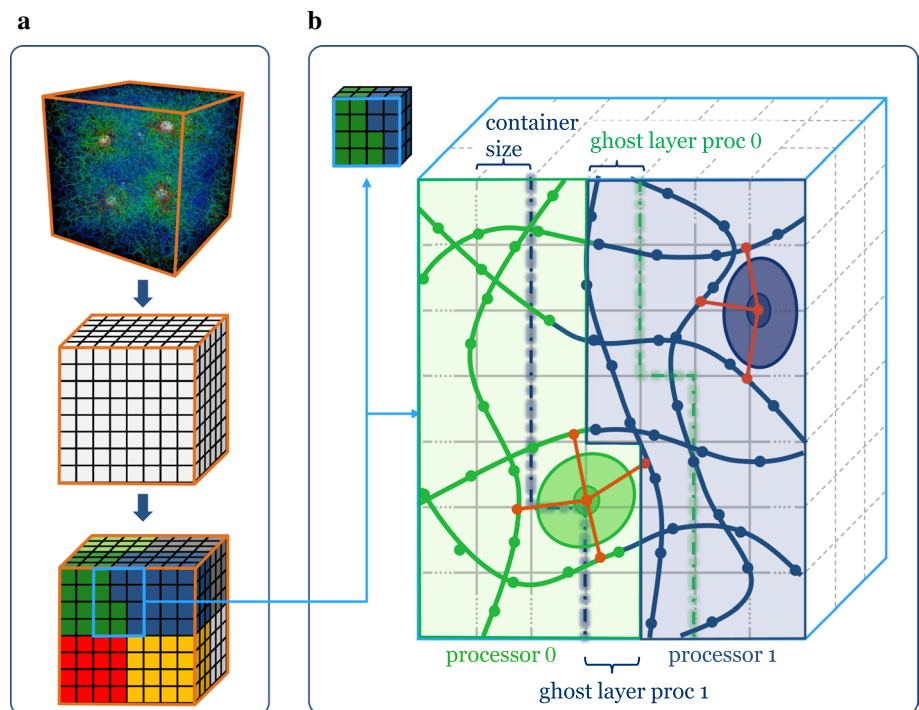 a
b
container
size
ghost layer proc 0
processor 0
processor 1
ghost layer proc 1